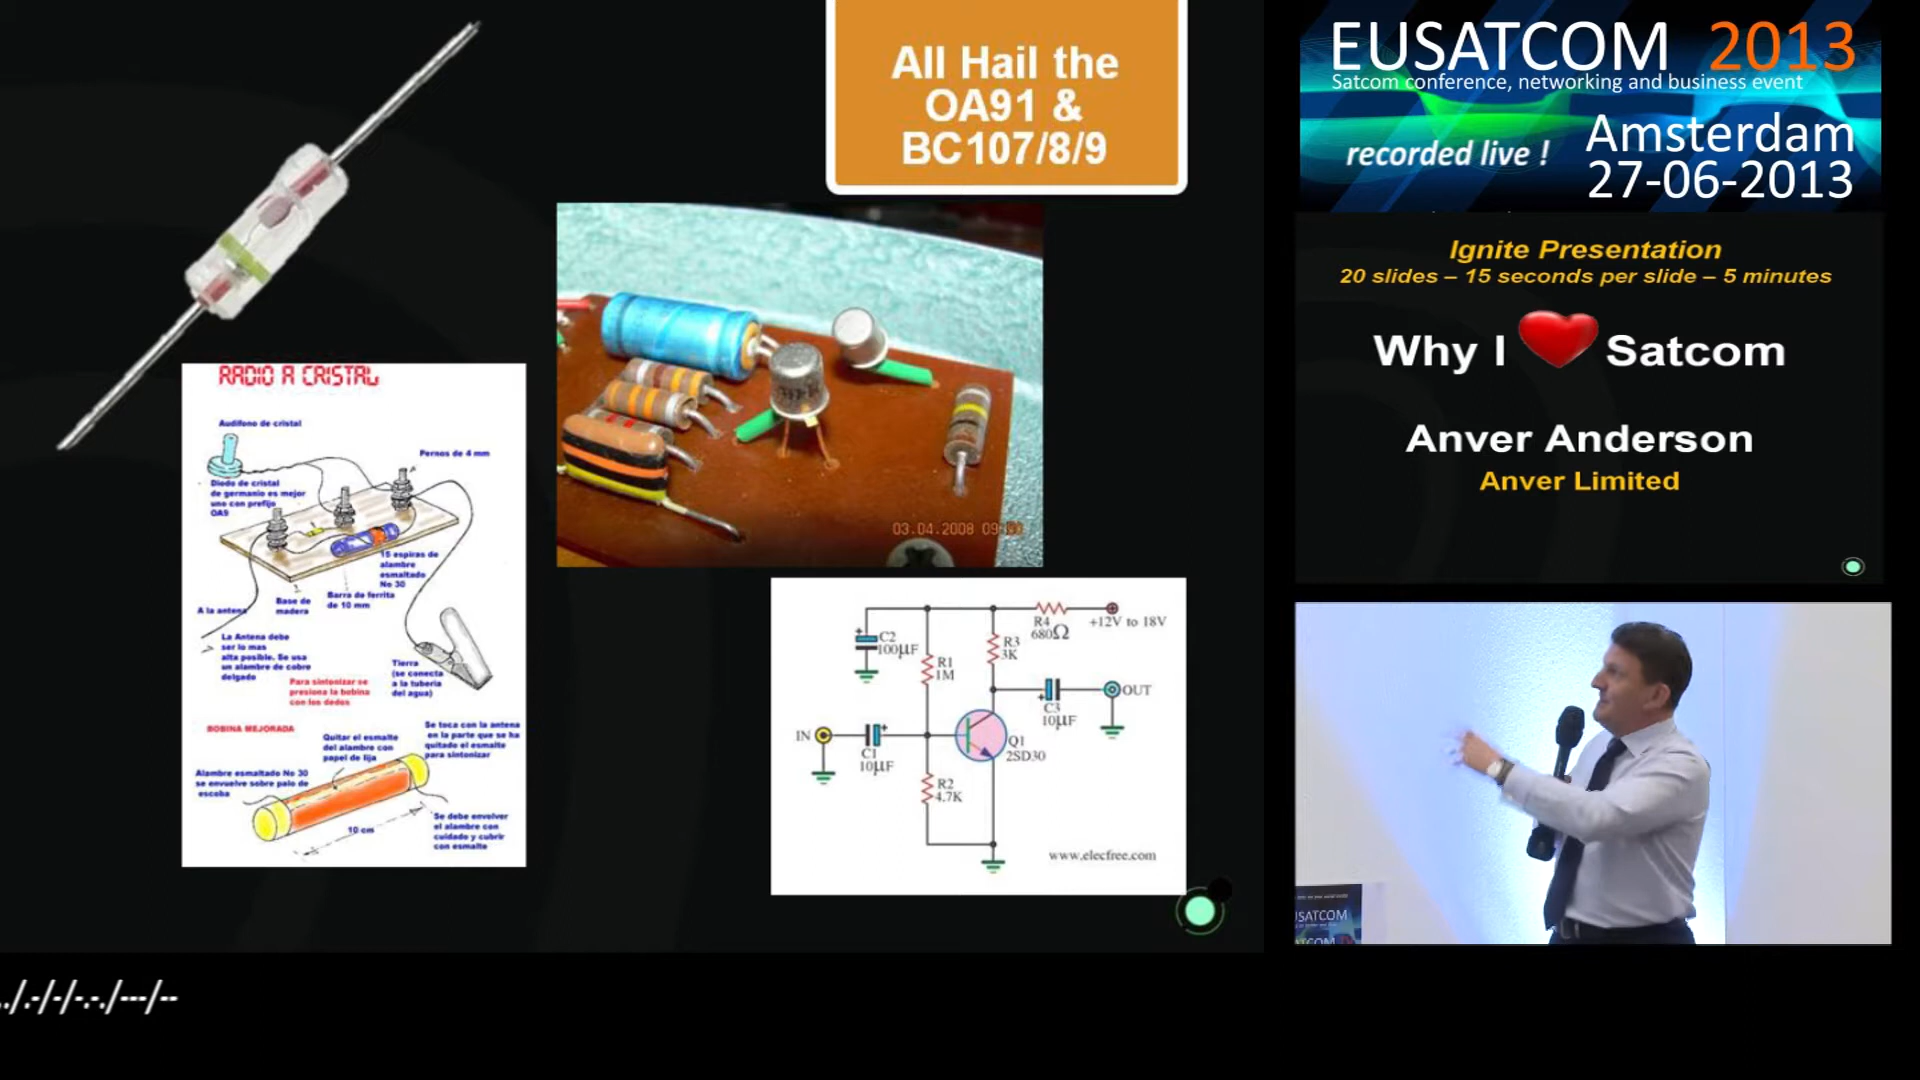 All Hail the
OA91 &
BC107/8/9
RADIO A CRISTAL
Audifono de cristal
Pernos de 4 mm
Diodo de cristal
de germanio es mejor
uno con prefijo
OA9
15 espiras de
alambre
esmaltado
No 30
Base de
madera
Barra de ferrita
de 10 mm
A la antena
La Antena debe
ser lo mas
alta posible. Se usa
un alambre de cobre
delgado
Tierra
(se conecta
a la tuberia
del agua)
Para sintonizar se
presiona la bobina
con los dedos
BOBINA MEJORADA
Quitar el esmalte
del alambre con
papel de lija
Se toca con la antena
en la parte que se ha
quitado el esmalte
para sintonizar
Alambre esmaltado No 30
se envuelve sobre palo de
escoba
10 cm
Se debe envolver
el alambre con
cuidado y cubrir
con esmalte
03.04.2008 09:
C2
100µF
R1
1M
R3
3K
R4
680Ω
+12V to 18V
C3
10µF
OUT
IN
C1
10µF
Q1
2SD30
R2
4.7K
www.elecfree.com
EUSATCOM 2013
Satcom conference, networking and business event
recorded live !
Amsterdam
27-06-2013
Ignite Presentation
20 slides – 15 seconds per slide – 5 minutes
Why I Satcom
Anver Anderson
Anver Limited
USATCOM
../.-/-/-.-./---/--